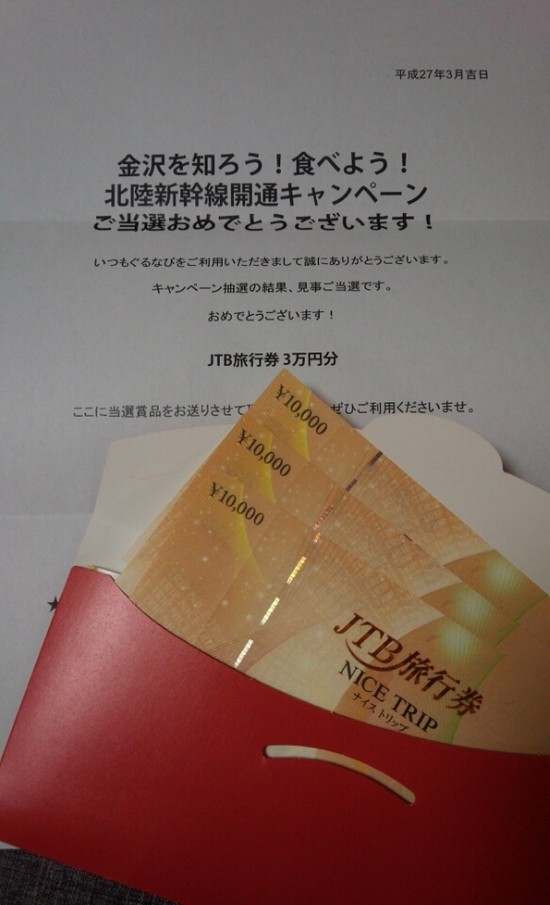 平成27年3月吉日
金沢を知ろう！食べよう！
北陸新幹線開通キャンペーン
ご当選おめでとうございます！
いつもぐるなびをご利用いただきまして誠にありがとうございます。
キャンペーン抽選の結果、見事ご当選です。
おめでとうございます！
JTB旅行券 3万円分
ここに当選賞品をお送りさせて
ぜひご利用くださいませ。
¥10,000
¥10,000
¥10,000
JTB旅行券
NICE TRIP
ナイストリップ